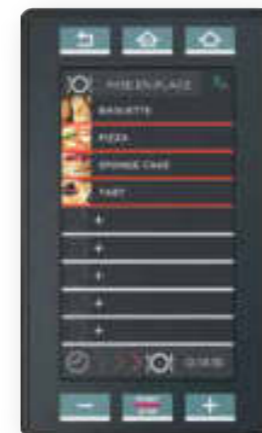 MISE EN PLACE
BAGUETTE
PIZZA
SPONGE CAKE
TART
+
+
+
+
+
- +